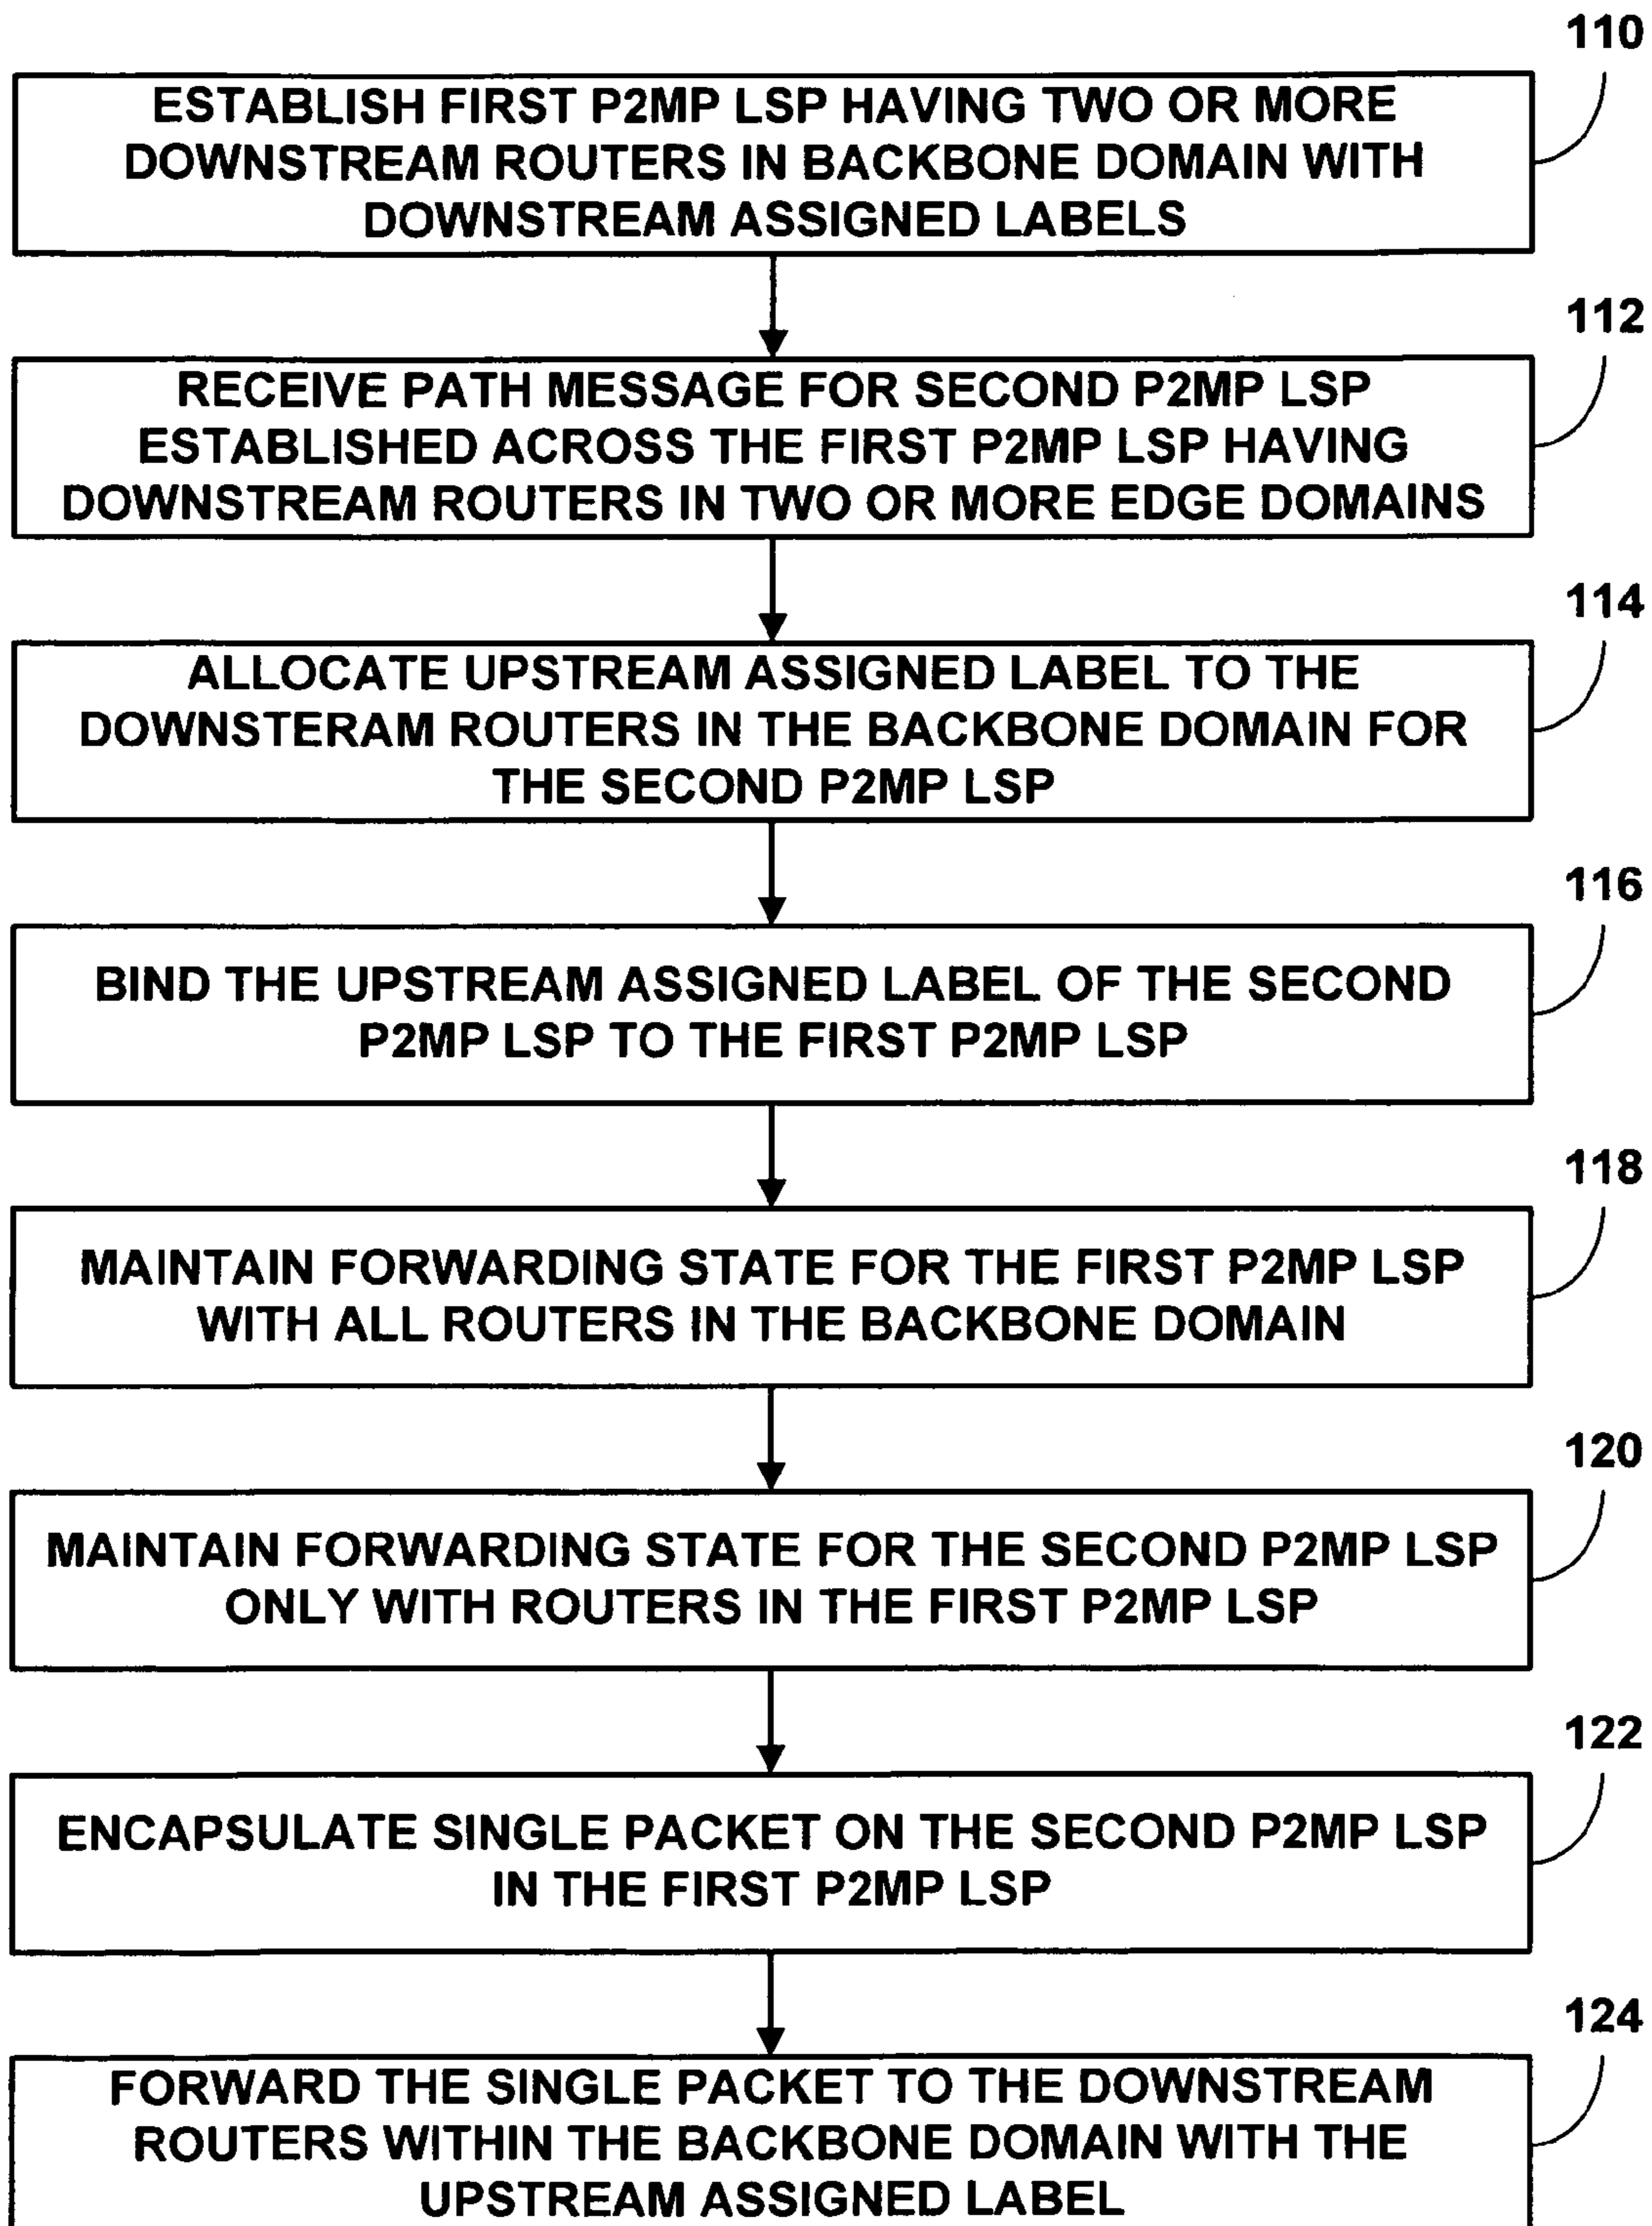 110
ESTABLISH FIRST P2MP LSP HAVING TWO OR MORE
DOWNSTREAM ROUTERS IN BACKBONE DOMAIN WITH
DOWNSTREAM ASSIGNED LABELS
112
RECEIVE PATH MESSAGE FOR SECOND P2MP LSP
ESTABLISHED ACROSS THE FIRST P2MP LSP HAVING
DOWNSTREAM ROUTERS IN TWO OR MORE EDGE DOMAINS
114
ALLOCATE UPSTREAM ASSIGNED LABEL TO THE
DOWNSTERAM ROUTERS IN THE BACKBONE DOMAIN FOR
THE SECOND P2MP LSP
116
BIND THE UPSTREAM ASSIGNED LABEL OF THE SECOND
P2MP LSP TO THE FIRST P2MP LSP
118
MAINTAIN FORWARDING STATE FOR THE FIRST P2MP LSP
WITH ALL ROUTERS IN THE BACKBONE DOMAIN
120
MAINTAIN FORWARDING STATE FOR THE SECOND P2MP LSP
ONLY WITH ROUTERS IN THE FIRST P2MP LSP
122
ENCAPSULATE SINGLE PACKET ON THE SECOND P2MP LSP
IN THE FIRST P2MP LSP
124
FORWARD THE SINGLE PACKET TO THE DOWNSTREAM
ROUTERS WITHIN THE BACKBONE DOMAIN WITH THE
UPSTREAM ASSIGNED LABEL